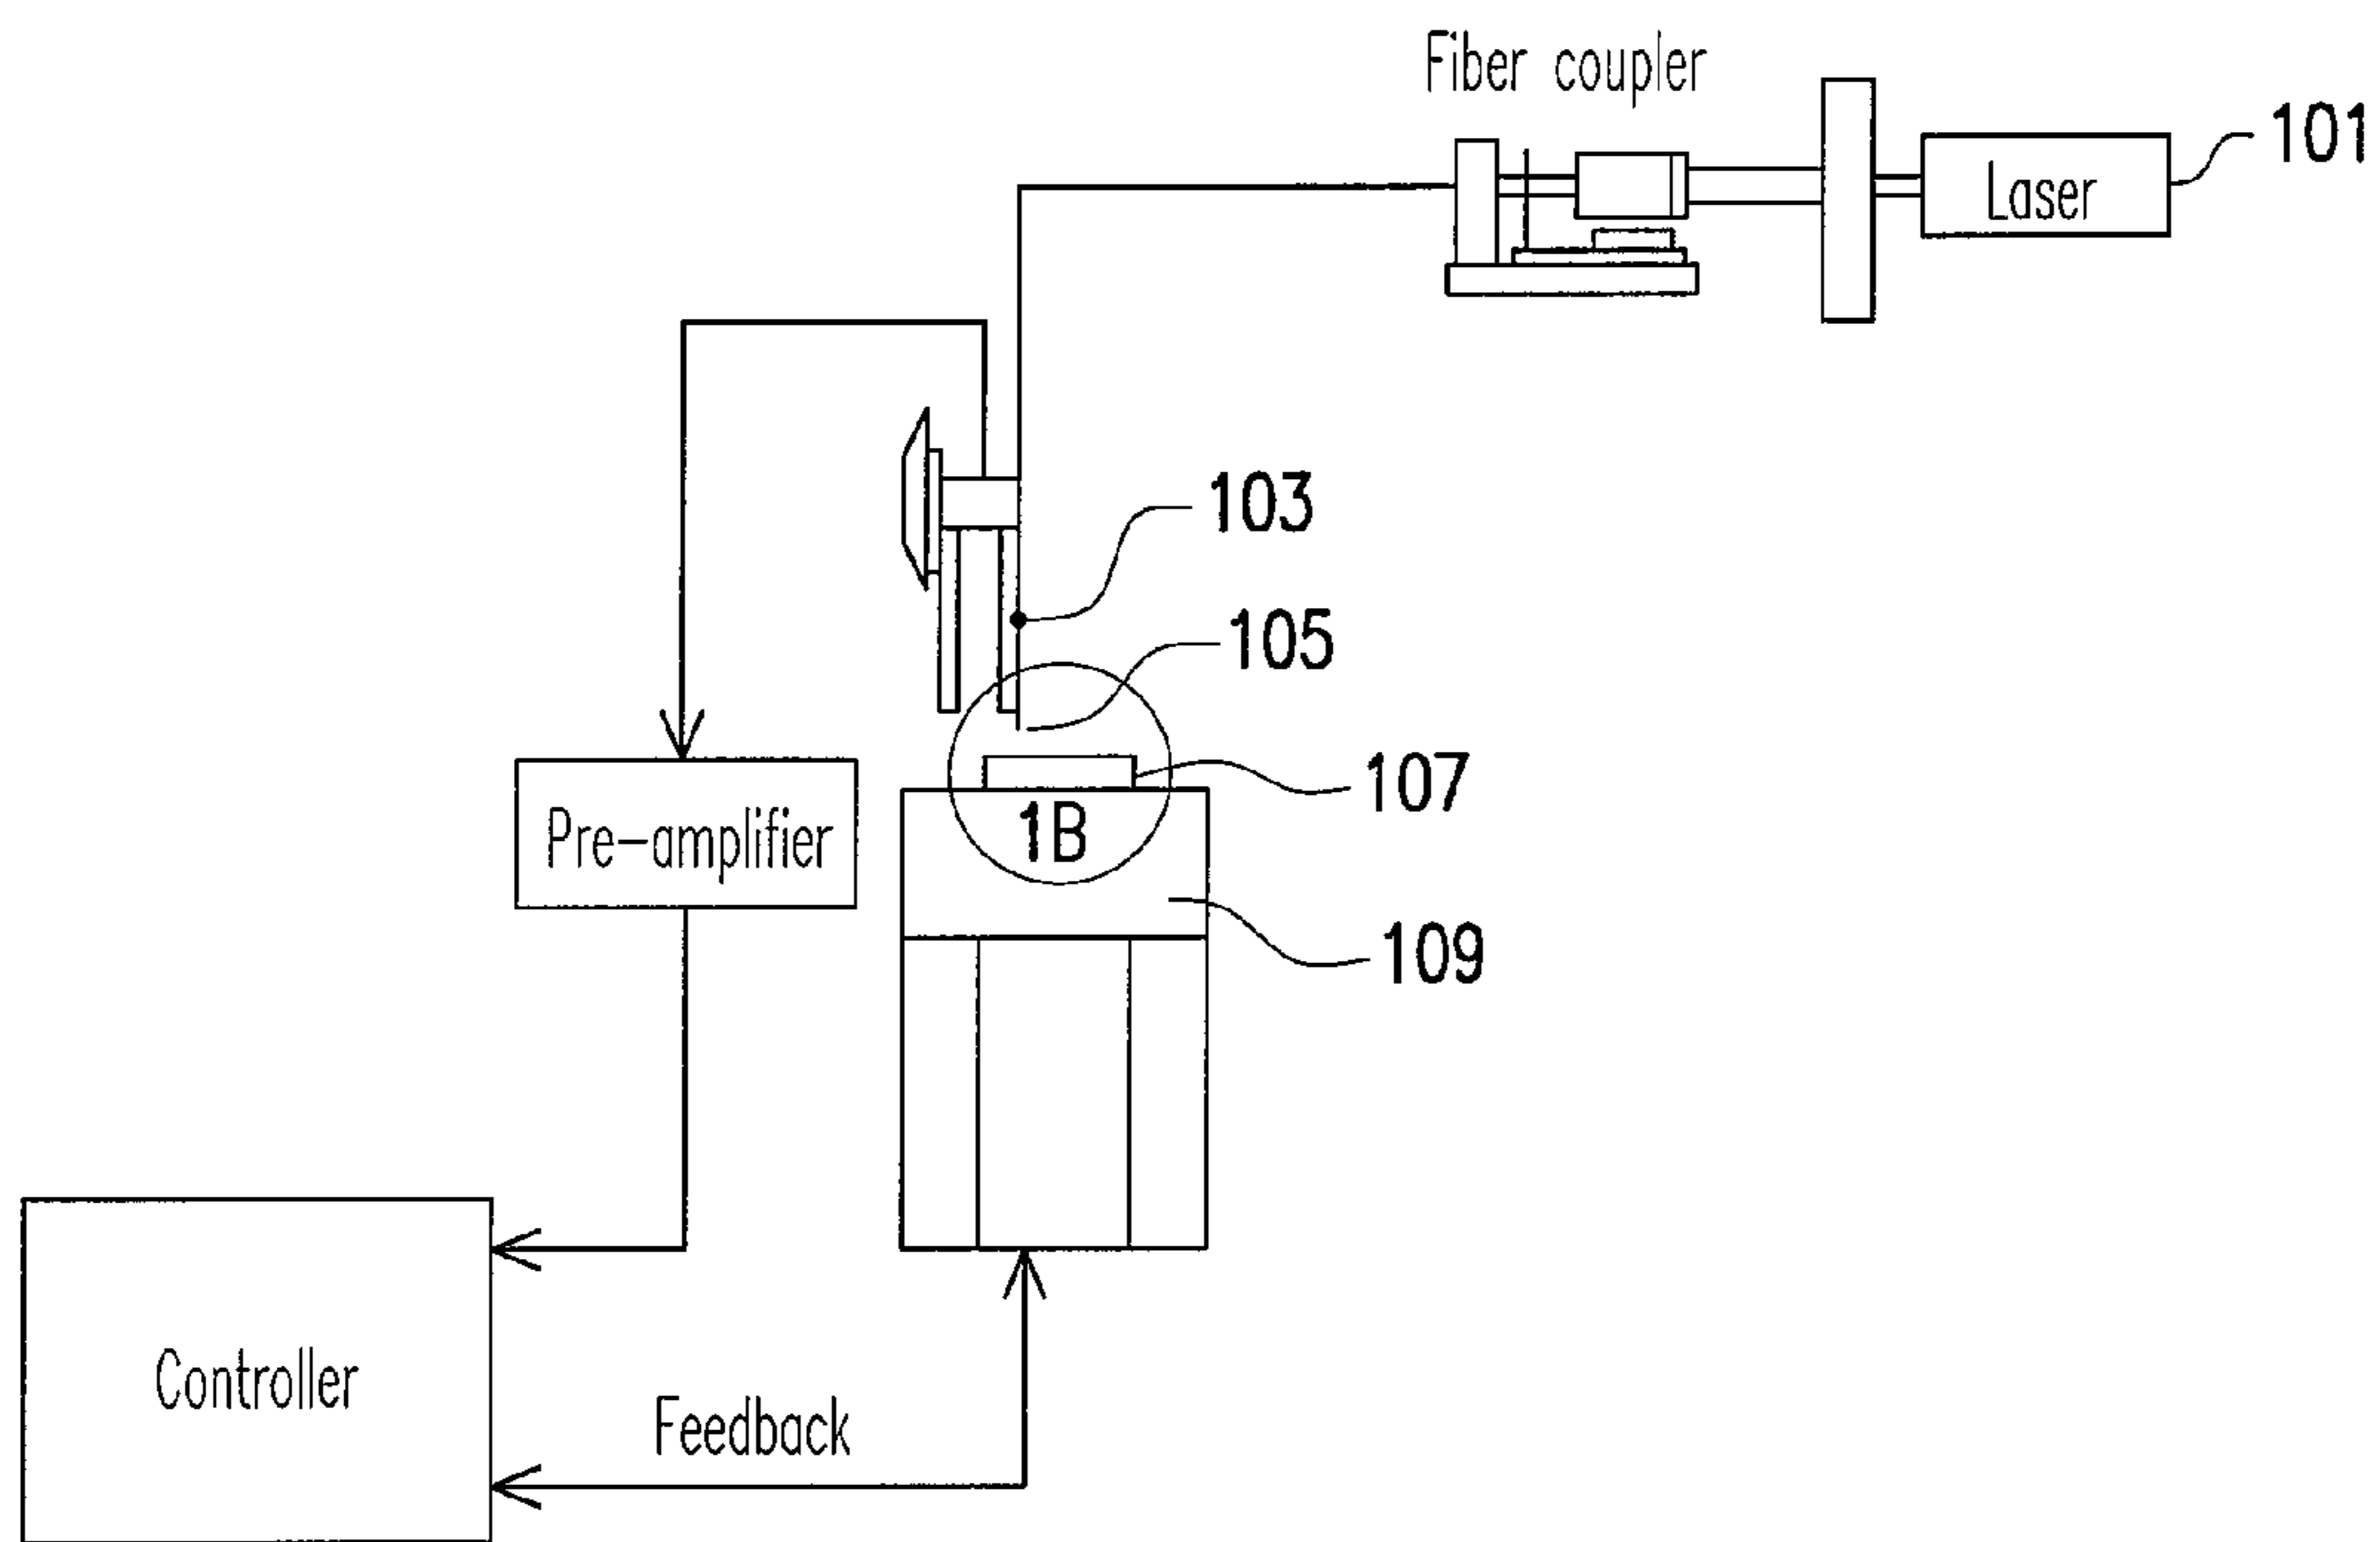 Fiber coupler
101
Laser
103
105
107
1B
Pre-amplifier
109
Controller
Feedback